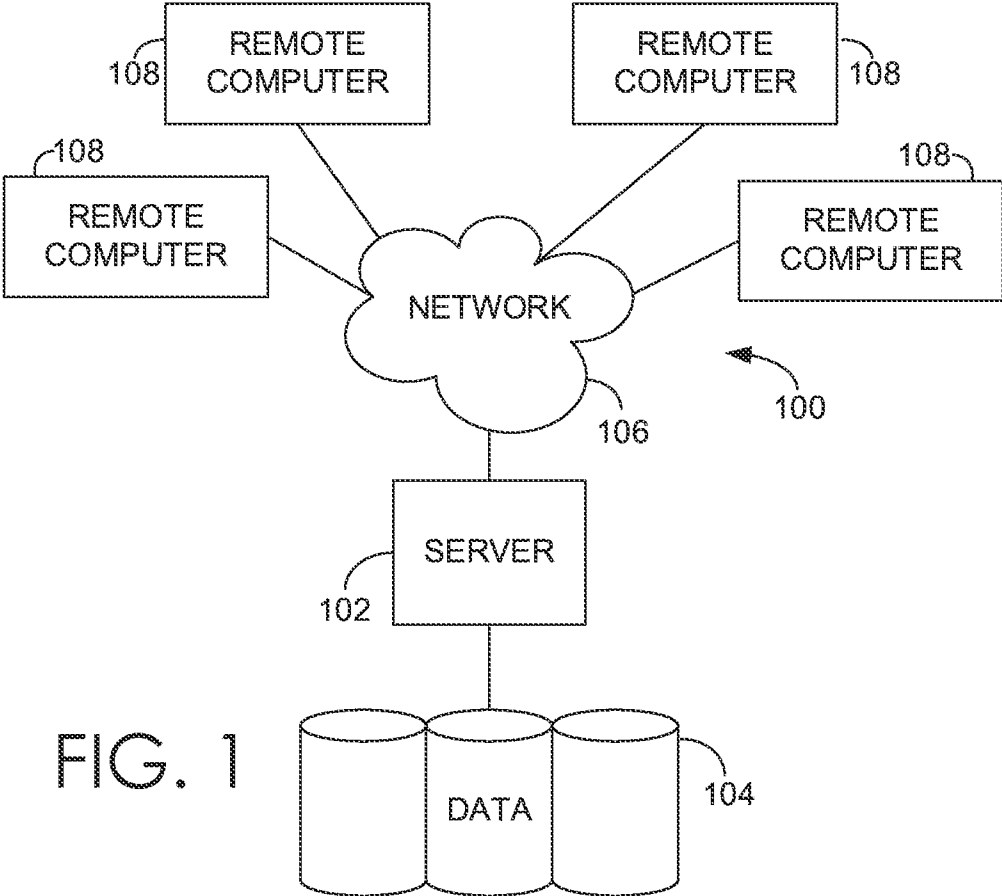 108
REMOTE
COMPUTER
REMOTE
COMPUTER
108
108
REMOTE
COMPUTER
108
REMOTE
COMPUTER
NETWORK
100
106
SERVER
102
FIG. 1
DATA
104